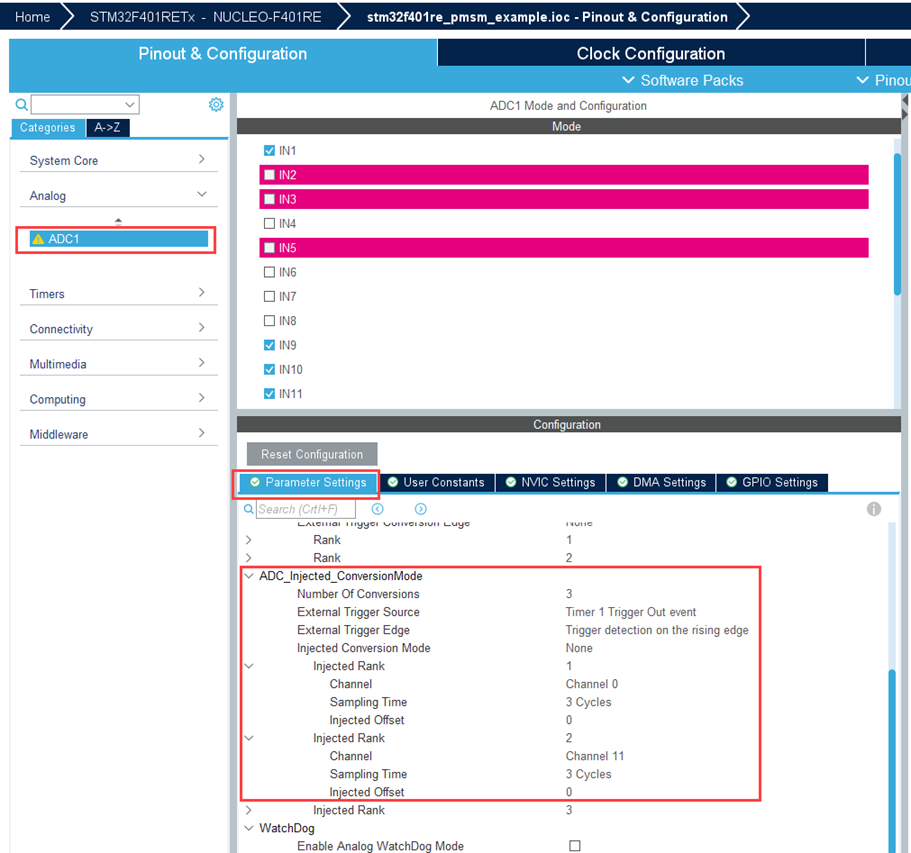 Home STM32F401RETx - NUCLEO-F401RE stm32f401re_pmsm_example.ioc - Pinout & Configuration
Pinout & Configuration Clock Configuration
Software Packs Pinou
Categories A->Z
System Core
Analog
ADC1
Timers
Connectivity
Multimedia
Computing
Middleware
ADC1 Mode and Configuration
Mode
IN1
IN2
IN3
IN4
IN5
IN6
IN7
IN8
IN9
IN10
IN11
Configuration
Reset Configuration
Parameter Settings User Constants NVIC Settings DMA Settings GPIO Settings
Search (Crtl+F)
External Trigger Conversion Edge None
Rank 1
Rank 2
ADC_Injected_ConversionMode
Number Of Conversions 3
External Trigger Source Timer 1 Trigger Out event
External Trigger Edge Trigger detection on the rising edge
Injected Conversion Mode None
Injected Rank 1
Channel Channel 0
Sampling Time 3 Cycles
Injected Offset 0
Injected Rank 2
Channel Channel 11
Sampling Time 3 Cycles
Injected Offset 0
Injected Rank 3
WatchDog
Enable Analog WatchDog Mode